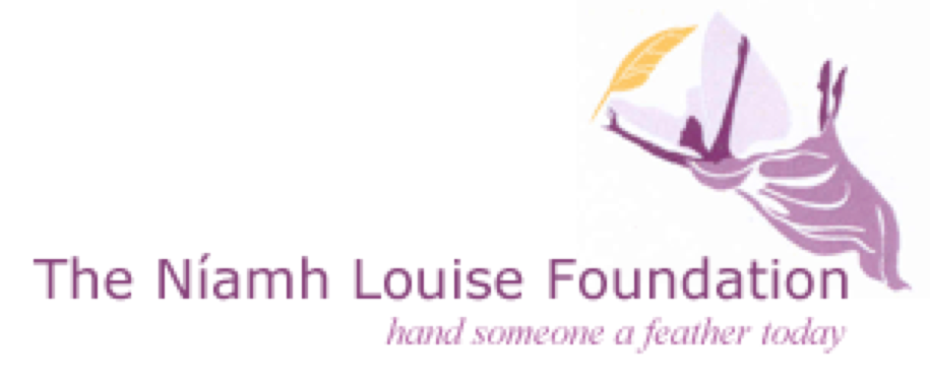 The Níamh Louise Foundation
hand someone a feather today